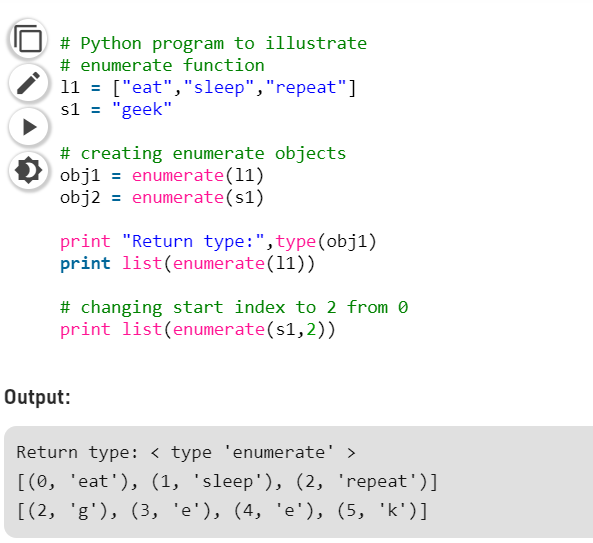 # Python program to illustrate
# enumerate function
l1 = ["eat","sleep","repeat"]
s1 = "geek"
# creating enumerate objects
obj1 = enumerate(l1)
obj2 = enumerate(s1)
print "Return type:",type(obj1)
print list(enumerate(l1))
# changing start index to 2 from 0
print list(enumerate(s1,2))
Output:
Return type: < type 'enumerate' >
[(0, 'eat'), (1, 'sleep'), (2, 'repeat')]
[(2, 'g'), (3, 'e'), (4, 'e'), (5, 'k')]